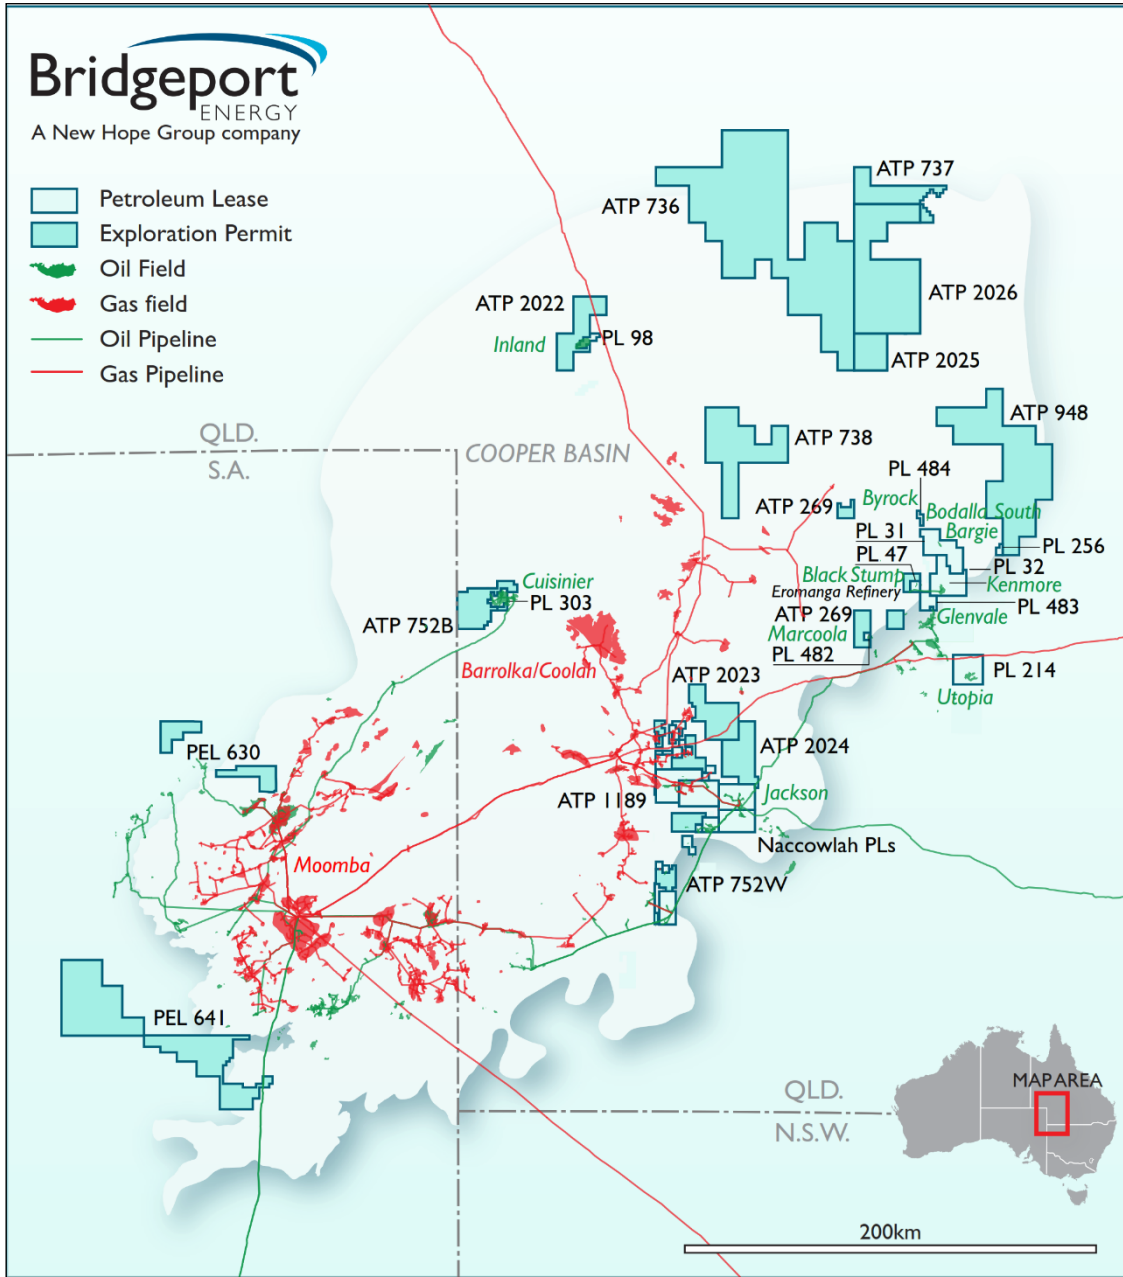 Bridgeport
ENERGY
A New Hope Group company
Petroleum Lease
Exploration Permit
Oil Field
Gas field
Oil Pipeline
Gas Pipeline
ATP 737
ATP 736
ATP 2026
ATP 2022
PL 98
Inland
ATP 2025
ATP 948
QLD.
S.A.
COOPER BASIN
ATP 738
PL 484
Byrock
ATP 269
Bodalla South
Bargie
PL 31
PL 256
PL 47
PL 32
Black Stump
Kenmore
Eromanga Refinery
Cuisinier
PL 303
PL 483
Glenvale
ATP 752B
ATP 269
Marcoola
PL 482
Barrolka/Coolah
ATP 2023
PL 214
Utopia
PEL 630
ATP 2024
ATP 1189
Jackson
Naccowlah PLs
Moomba
ATP 752W
PEL 641
MAP AREA
QLD.
N.S.W.
200km